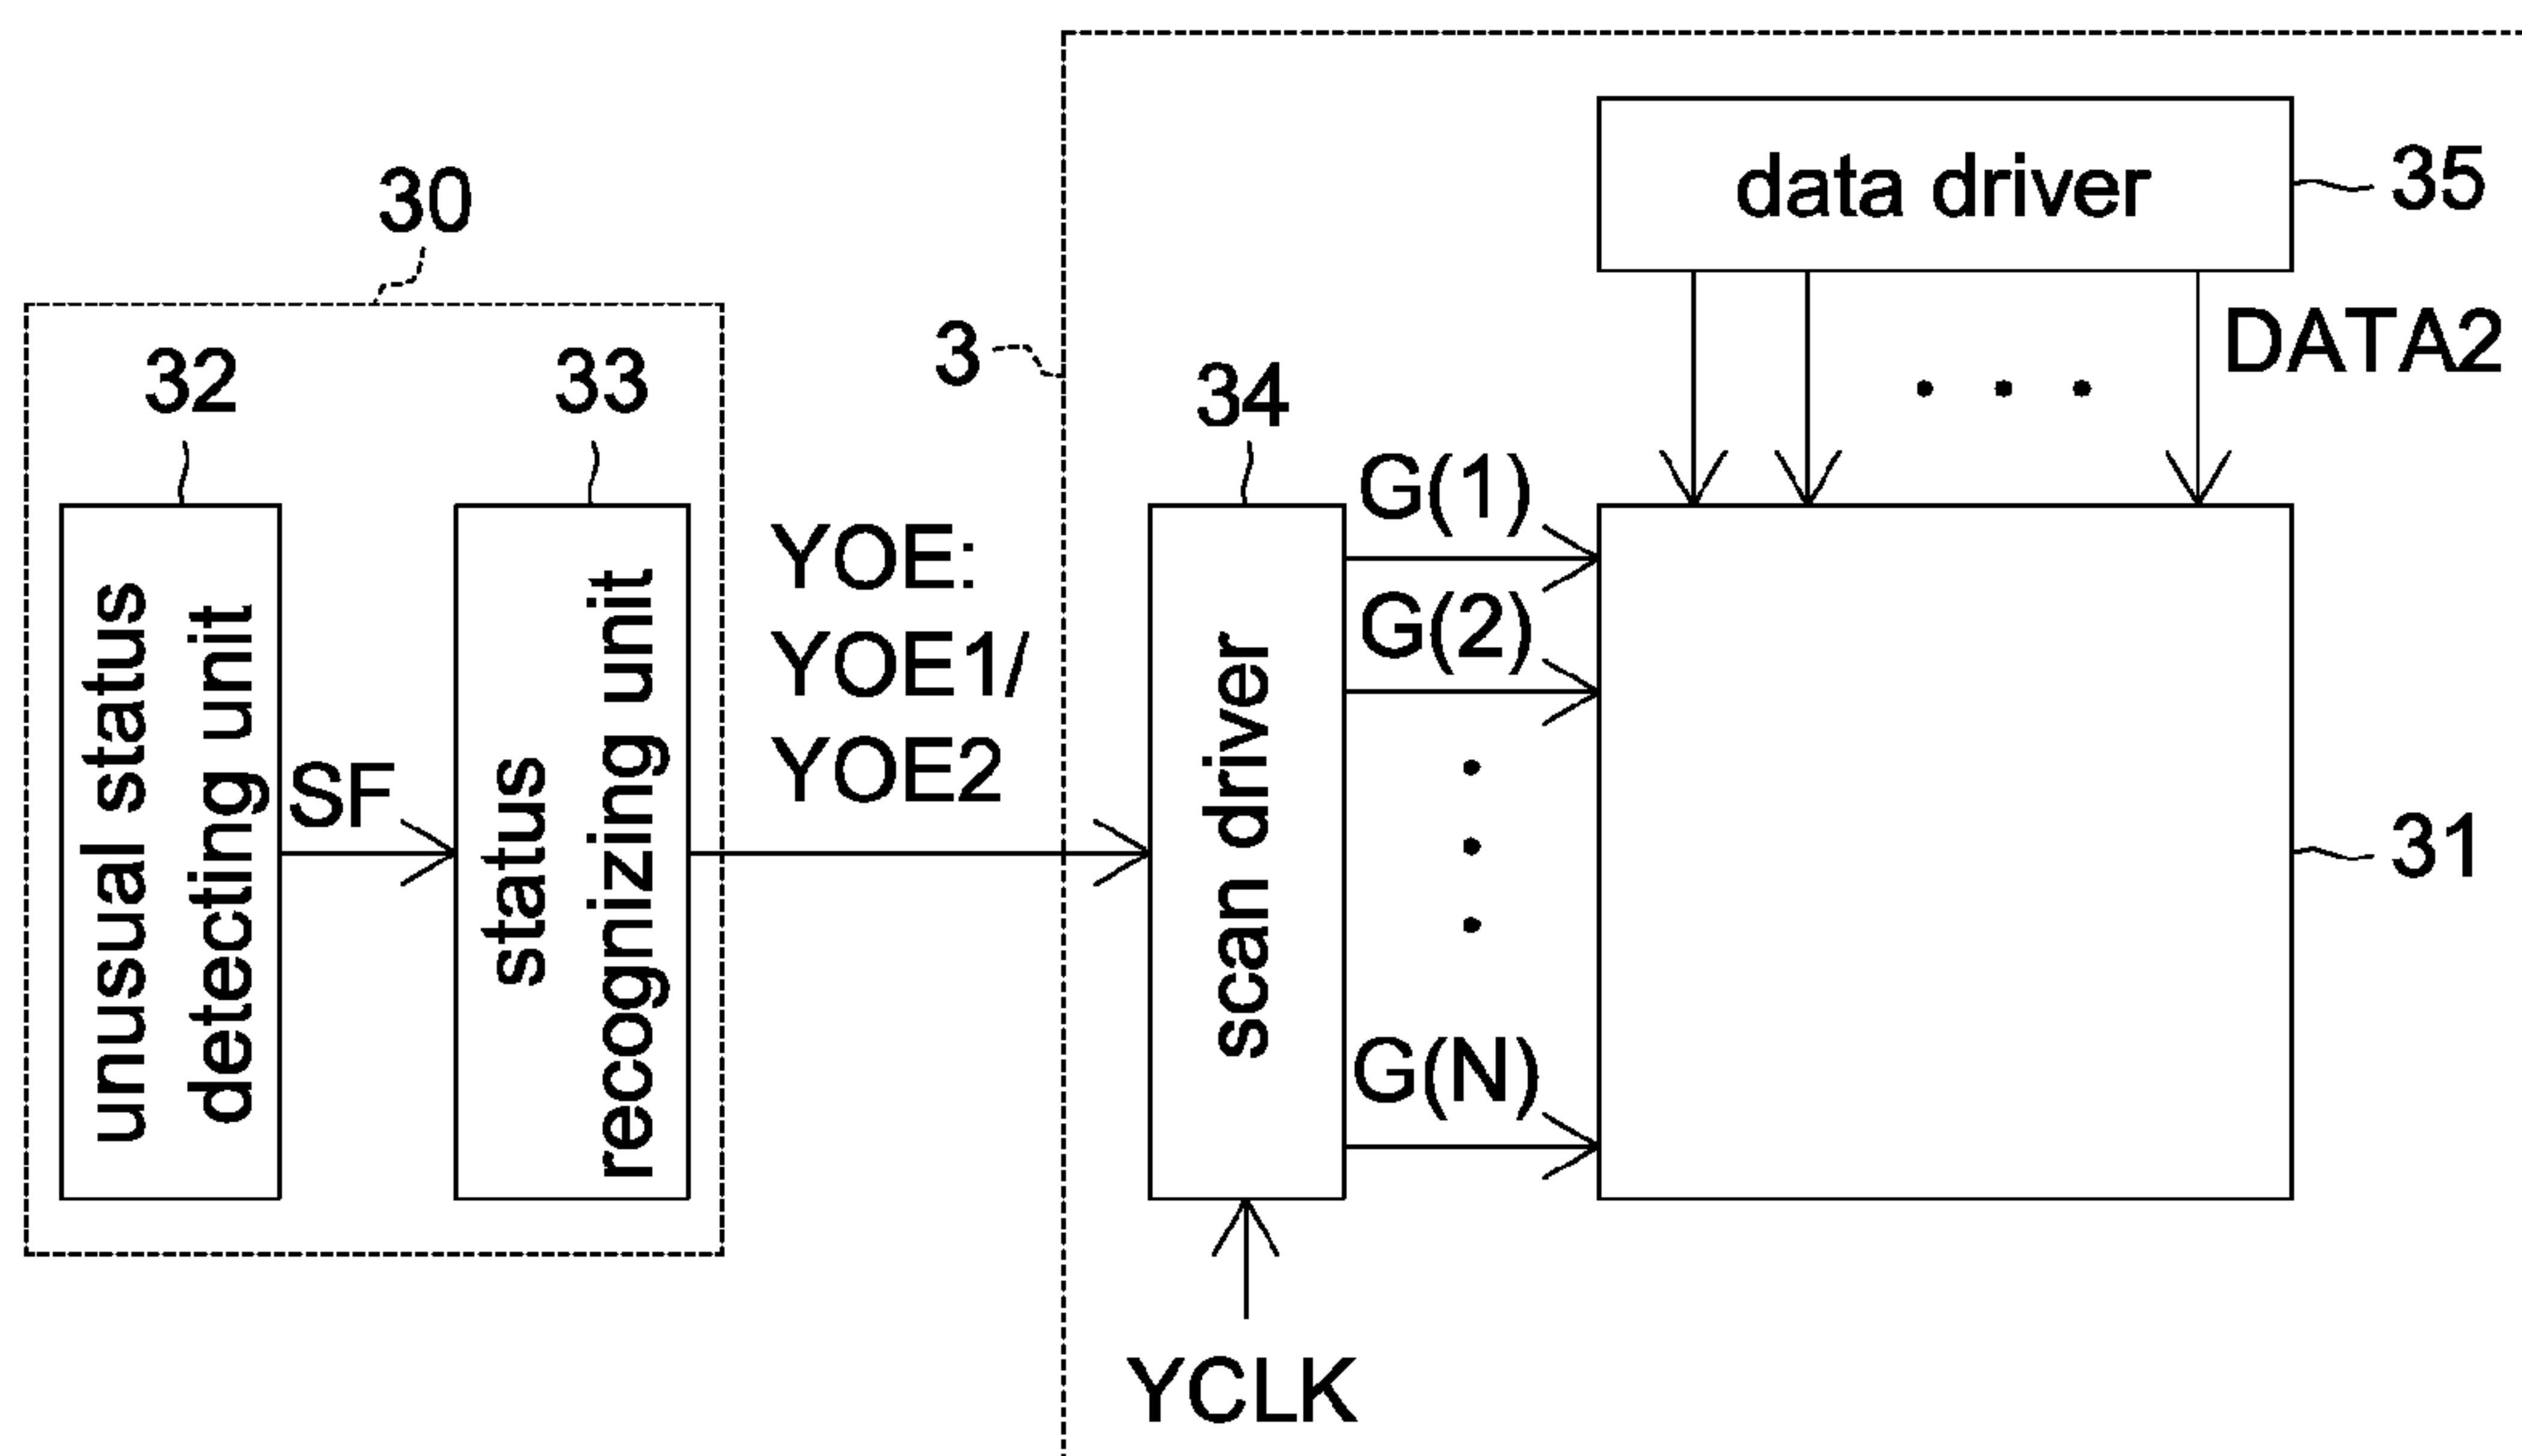 30
32
33
unusual status
detecting unit
SF
status
recognizing unit
YOE:
YOE1/
YOE2
3
data driver
35
DATA2
34
scan driver
G(1)
G(2)
G(N)
31
YCLK